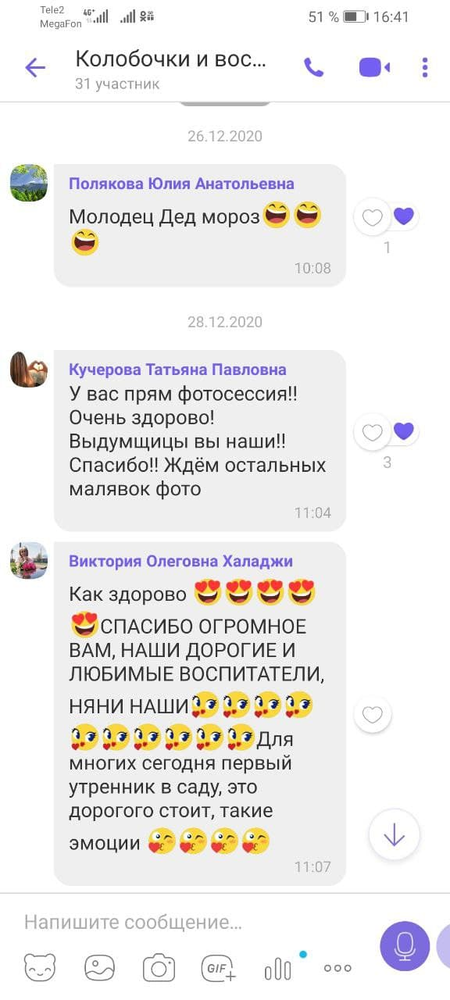 Tele2
MegaFon
4G+
51 % 16:41
Колобочки и вос...
31 участник
26.12.2020
Полякова Юлия Анатольевна
Молодец Дед мороз😆😆
😆
1
10:08
28.12.2020
Кучерова Татьяна Павловна
У вас прям фотосессия!!
Очень здорово!
Выдумщицы вы наши!!
Спасибо!! Ждём остальных
малявок фото
3
11:04
Виктория Олеговна Халаджи
Как здорово 😍😍😍😍
😍СПАСИБО ОГРОМНОЕ
ВАМ, НАШИ ДОРОГИЕ И
ЛЮБИМЫЕ ВОСПИТАТЕЛИ,
НЯНИ НАШИ
Для
многих сегодня первый
утренник в саду, это
дорогого стоит, такие
эмоции 😘😘😘😘
11:07
Напишите сообщение...
GIF